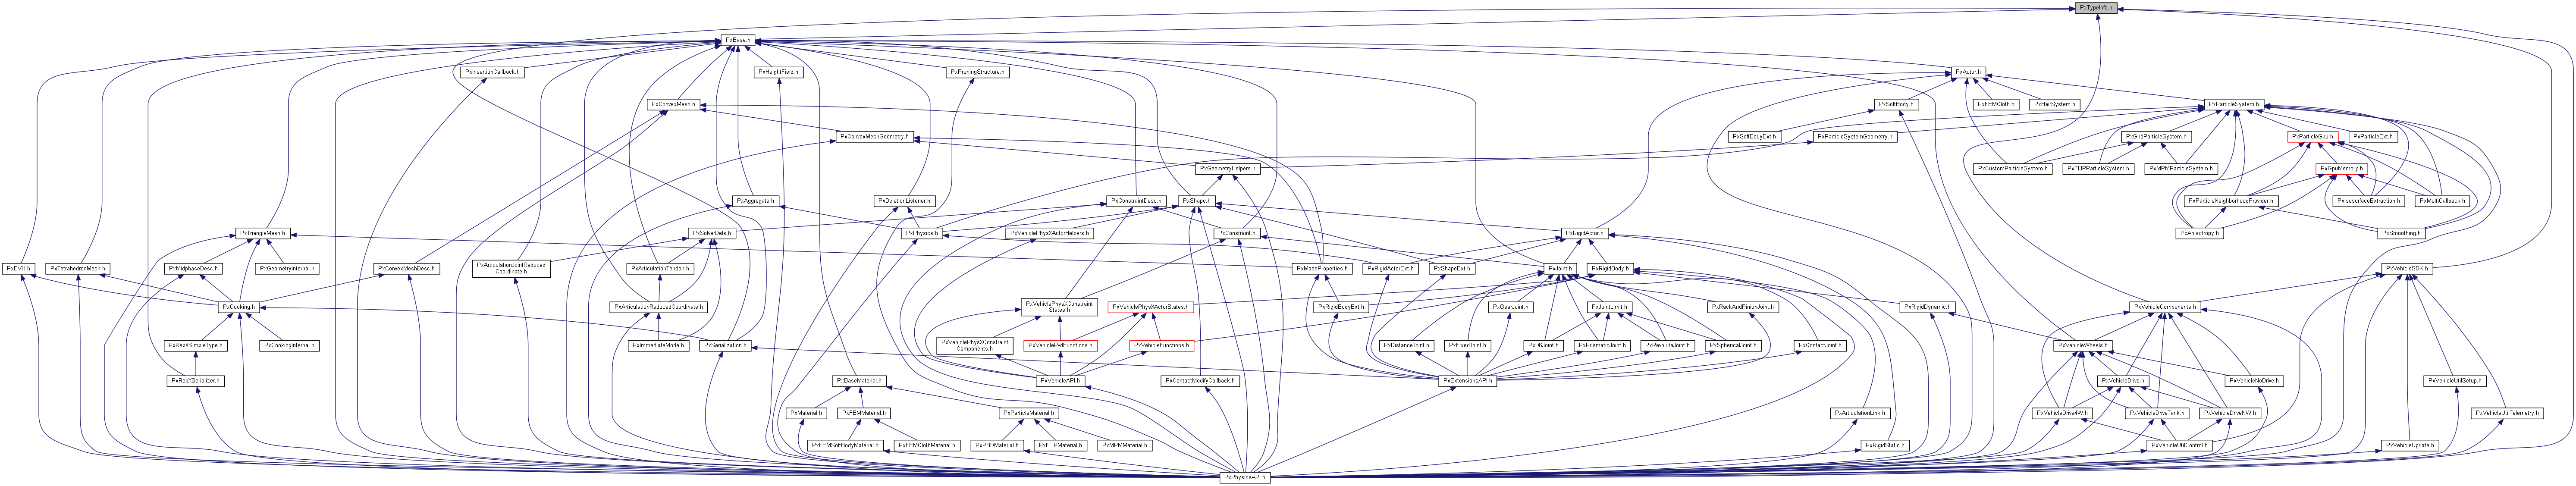 PxTypeInfo.h
PxBase.h
PxInsertionCallback.h
PxHeightField.h
PxPruningStructure.h
PxActor.h
PxConvexMesh.h
PxSoftBody.h
PxFEMCloth.h
PxHairSystem.h
PxParticleSystem.h
PxConvexMeshGeometry.h
PxSoftBodyExt.h
PxParticleSystemGeometry.h
PxGridParticleSystem.h
PxParticleGpu.h
PxParticleExt.h
PxGeometryHelpers.h
PxCustomParticleSystem.h
PxFLIPParticleSystem.h
PxMPMParticleSystem.h
PxGpuMemory.h
PxAggregate.h
PxDeletionListener.h
PxConstraintDesc.h
PxShape.h
PxParticleNeighborhoodProvider.h
PxIsosurfaceExtraction.h
PxMultiCallback.h
PxTriangleMesh.h
PxSolverDefs.h
PxPhysics.h
PxVehiclePhysXActorHelpers.h
PxConstraint.h
PxRigidActor.h
PxAnisotropy.h
PxSmoothing.h
PxBVH.h
PxTetrahedronMesh.h
PxMidphaseDesc.h
PxGeometryInternal.h
PxConvexMeshDesc.h
PxArticulationJointReduced
Coordinate.h
PxArticulationTendon.h
PxMassProperties.h
PxRigidActorExt.h
PxShapeExt.h
PxJoint.h
PxRigidBody.h
PxVehicleSDK.h
PxCooking.h
PxArticulationReducedCoordinate.h
PxVehiclePhysXConstraint
States.h
PxVehiclePhysXActorStates.h
PxRigidBodyExt.h
PxGearJoint.h
PxJointLimit.h
PxRackAndPinionJoint.h
PxRigidDynamic.h
PxVehicleComponents.h
PxRepXSimpleType.h
PxCookingInternal.h
PxImmediateMode.h
PxSerialization.h
PxVehiclePhysXConstraint
Components.h
PxVehiclePvdFunctions.h
PxVehicleFunctions.h
PxDistanceJoint.h
PxFixedJoint.h
PxD6Joint.h
PxPrismaticJoint.h
PxRevoluteJoint.h
PxSphericalJoint.h
PxContactJoint.h
PxVehicleWheels.h
PxRepXSerializer.h
PxBaseMaterial.h
PxVehicleAPI.h
PxContactModifyCallback.h
PxExtensionsAPI.h
PxVehicleDrive.h
PxVehicleNoDrive.h
PxVehicleUtilSetup.h
PxMaterial.h
PxFEMMaterial.h
PxParticleMaterial.h
PxArticulationLink.h
PxVehicleDrive4W.h
PxVehicleDriveTank.h
PxVehicleDriveNW.h
PxVehicleUtilTelemetry.h
PxFEMSoftBodyMaterial.h
PxFEMClothMaterial.h
PxPBDMaterial.h
PxFLIPMaterial.h
PxMPMMaterial.h
PxRigidStatic.h
PxVehicleUtilControl.h
PxVehicleUpdate.h
PxPhysicsAPI.h